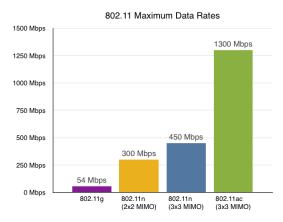 802.11 Maximum Data Rates
1500 Mbps
1300 Mbps
1250 Mbps
1000 Mbps
750 Mbps
500 Mbps
450 Mbps
300 Mbps
250 Mbps
54 Mbps
0 Mbps
802.11g
802.11n
(2x2 MIMO)
802.11n
(3x3 MIMO)
802.11ac
(3x3 MIMO)